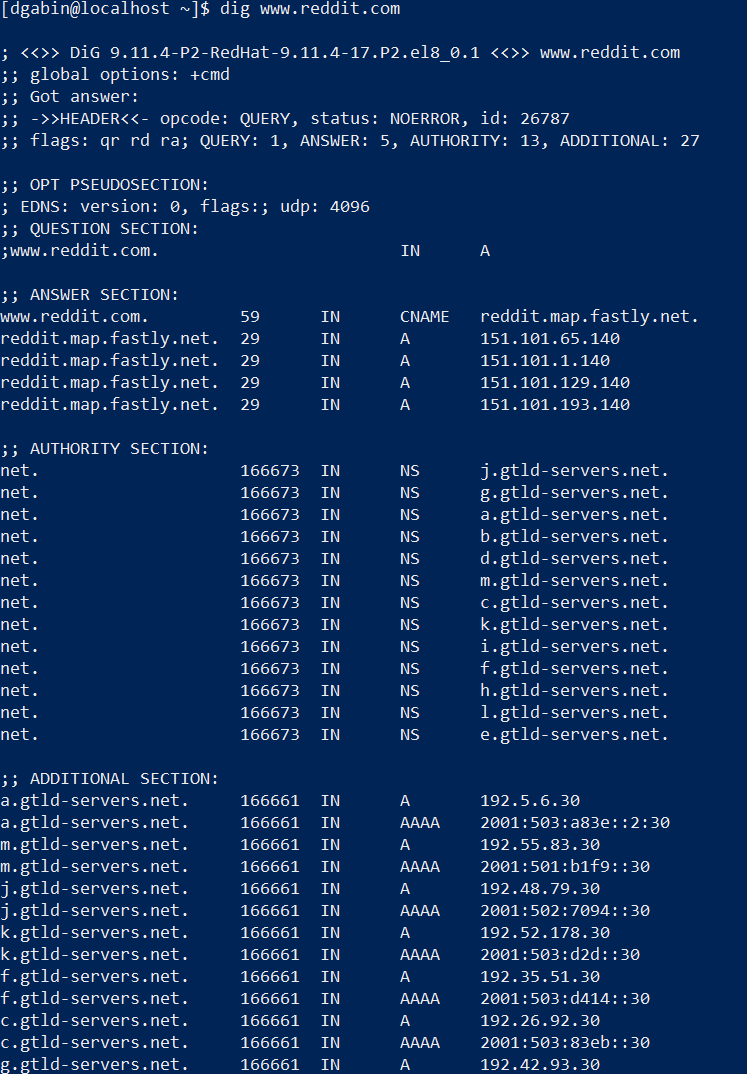 [dgabin@localhost ~]$ dig www.reddit.com
; <<>> DiG 9.11.4-P2-RedHat-9.11.4-17.P2.el8_0.1 <<>> www.reddit.com
;; global options: +cmd
;; Got answer:
;; ->>HEADER<<- opcode: QUERY, status: NOERROR, id: 26787
;; flags: qr rd ra; QUERY: 1, ANSWER: 5, AUTHORITY: 13, ADDITIONAL: 27
;; OPT PSEUDOSECTION:
; EDNS: version: 0, flags:; udp: 4096
;; QUESTION SECTION:
;www.reddit.com. IN A
;; ANSWER SECTION:
www.reddit.com. 59 IN CNAME reddit.map.fastly.net.
reddit.map.fastly.net. 29 IN A 151.101.65.140
reddit.map.fastly.net. 29 IN A 151.101.1.140
reddit.map.fastly.net. 29 IN A 151.101.129.140
reddit.map.fastly.net. 29 IN A 151.101.193.140
;; AUTHORITY SECTION:
net. 166673 IN NS j.gtld-servers.net.
net. 166673 IN NS g.gtld-servers.net.
net. 166673 IN NS a.gtld-servers.net.
net. 166673 IN NS b.gtld-servers.net.
net. 166673 IN NS d.gtld-servers.net.
net. 166673 IN NS m.gtld-servers.net.
net. 166673 IN NS c.gtld-servers.net.
net. 166673 IN NS k.gtld-servers.net.
net. 166673 IN NS i.gtld-servers.net.
net. 166673 IN NS f.gtld-servers.net.
net. 166673 IN NS h.gtld-servers.net.
net. 166673 IN NS l.gtld-servers.net.
net. 166673 IN NS e.gtld-servers.net.
;; ADDITIONAL SECTION:
a.gtld-servers.net. 166661 IN A 192.5.6.30
a.gtld-servers.net. 166661 IN AAAA 2001:503:a83e::2:30
m.gtld-servers.net. 166661 IN A 192.55.83.30
m.gtld-servers.net. 166661 IN AAAA 2001:501:b1f9::30
j.gtld-servers.net. 166661 IN A 192.48.79.30
j.gtld-servers.net. 166661 IN AAAA 2001:502:7094::30
k.gtld-servers.net. 166661 IN A 192.52.178.30
k.gtld-servers.net. 166661 IN AAAA 2001:503:d2d::30
f.gtld-servers.net. 166661 IN A 192.35.51.30
f.gtld-servers.net. 166661 IN AAAA 2001:503:d414::30
c.gtld-servers.net. 166661 IN A 192.26.92.30
c.gtld-servers.net. 166661 IN AAAA 2001:503:83eb::30
g.gtld-servers.net. 166661 IN A 192.42.93.30